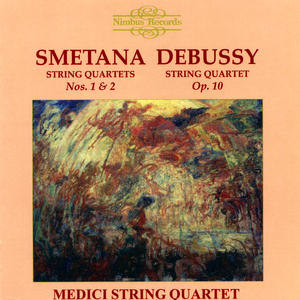 Nimbus Records
SMETANA DEBUSSY
STRING QUARTETS STRING QUARTET
Nos. 1 & 2 Op. 10
MEDICI STRING QUARTET